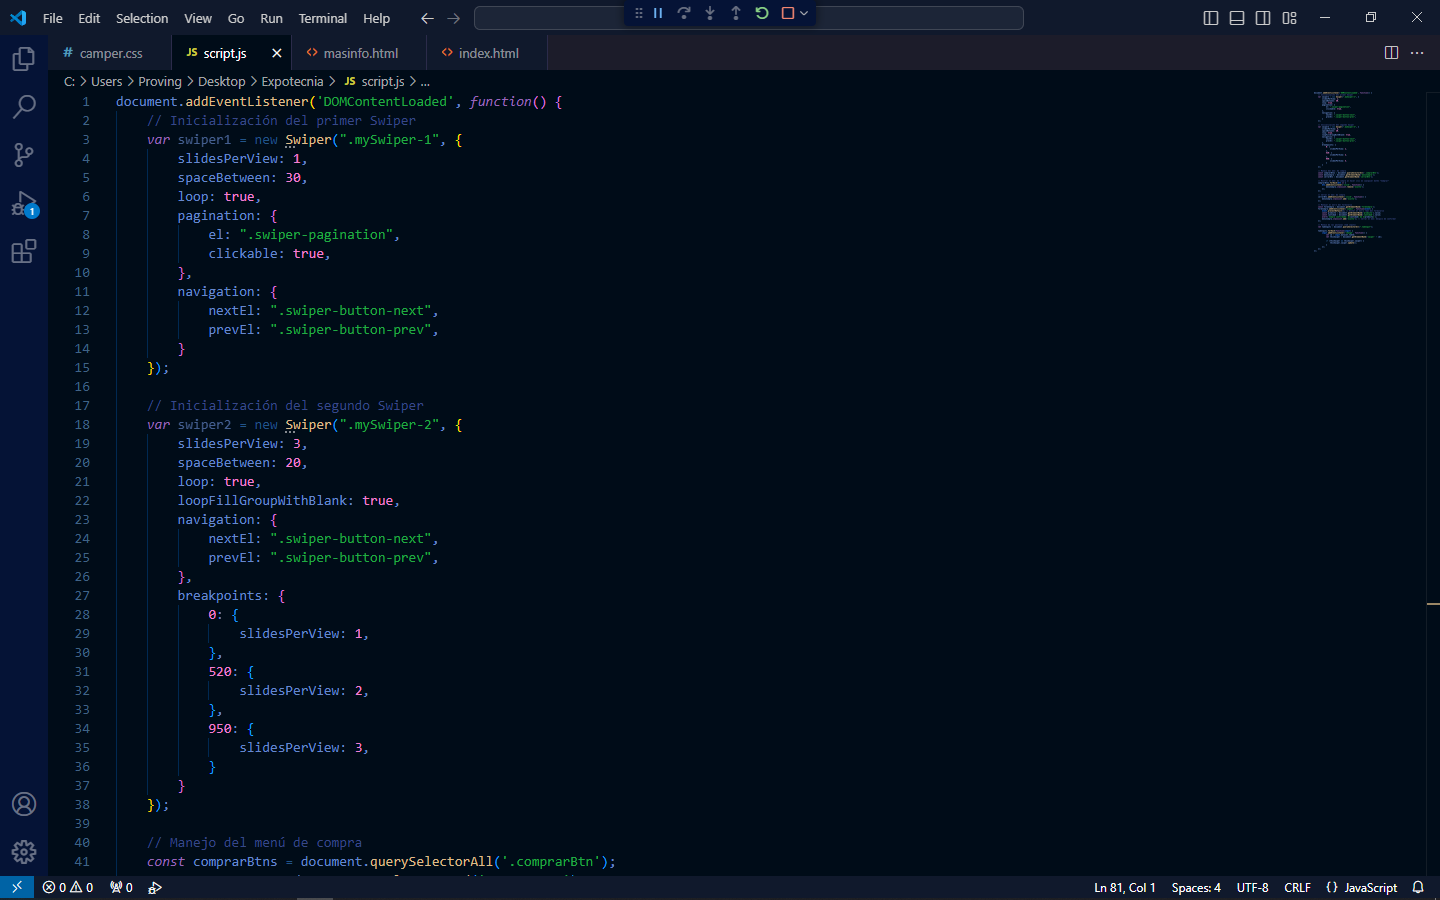 File Edit Selection View Go Run Terminal Help
# camper.css JS script.js <> masinfo.html <> index.html
C: > Users > Proving > Desktop > Expotecnia > JS script.js > ...
1 document.addEventListener('DOMContentLoaded', function() {
2 // Inicialización del primer Swiper
3 var swiper1 = new Swiper(".mySwiper-1", {
4 slidesPerView: 1,
5 spaceBetween: 30,
6 loop: true,
7 pagination: {
8 el: ".swiper-pagination",
9 clickable: true,
10 },
11 navigation: {
12 nextEl: ".swiper-button-next",
13 prevEl: ".swiper-button-prev",
14 }
15 });
16
17 // Inicialización del segundo Swiper
18 var swiper2 = new Swiper(".mySwiper-2", {
19 slidesPerView: 3,
20 spaceBetween: 20,
21 loop: true,
22 loopFillGroupWithBlank: true,
23 navigation: {
24 nextEl: ".swiper-button-next",
25 prevEl: ".swiper-button-prev",
26 },
27 breakpoints: {
28 0: {
29 slidesPerView: 1,
30 },
31 520: {
32 slidesPerView: 2,
33 },
34 950: {
35 slidesPerView: 3,
36 }
37 }
38 });
39
40 // Manejo del menú de compra
41 const comprarBtns = document.querySelectorAll('.comprarBtn');
1
0 0 0 Ln 81, Col 1 Spaces: 4 UTF-8 CRLF {} JavaScript